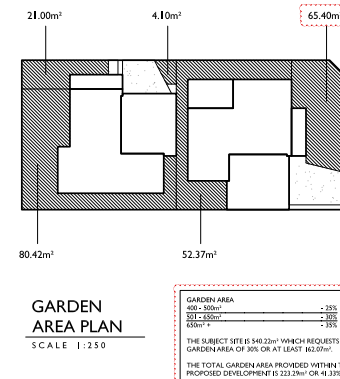 21.00m²
4.10m²
65.40m
80.42m²
52.37m²
GARDEN
AREA PLAN
SCALE 1:250
GARDEN AREA
400 - 500m² - 25%
501 - 650m² - 30%
650m² + - 35%
THE SUBJECT SITE IS 540.22m² WHICH REQUESTS
GARDEN AREA OF 30% OR AT LEAST 162.07m².
THE TOTAL GARDEN AREA PROVIDED WITHIN
PROPOSED DEVELOPMENT IS 223.29m² OR 41.33%